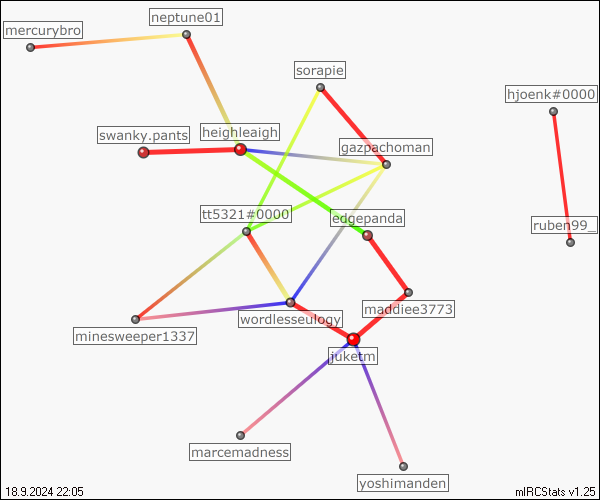 neptune01
mercurybro
sorapie
hjoenk#0000
swanky.pants
heighleaigh
gazpachoman
tt5321#0000
edgepanda
ruben99_
wordlesseulogy
maddiee3773
minesweeper1337
juketm
marcemadness
yoshimanden
18.9.2024 22:05
mIRCStats v1.25